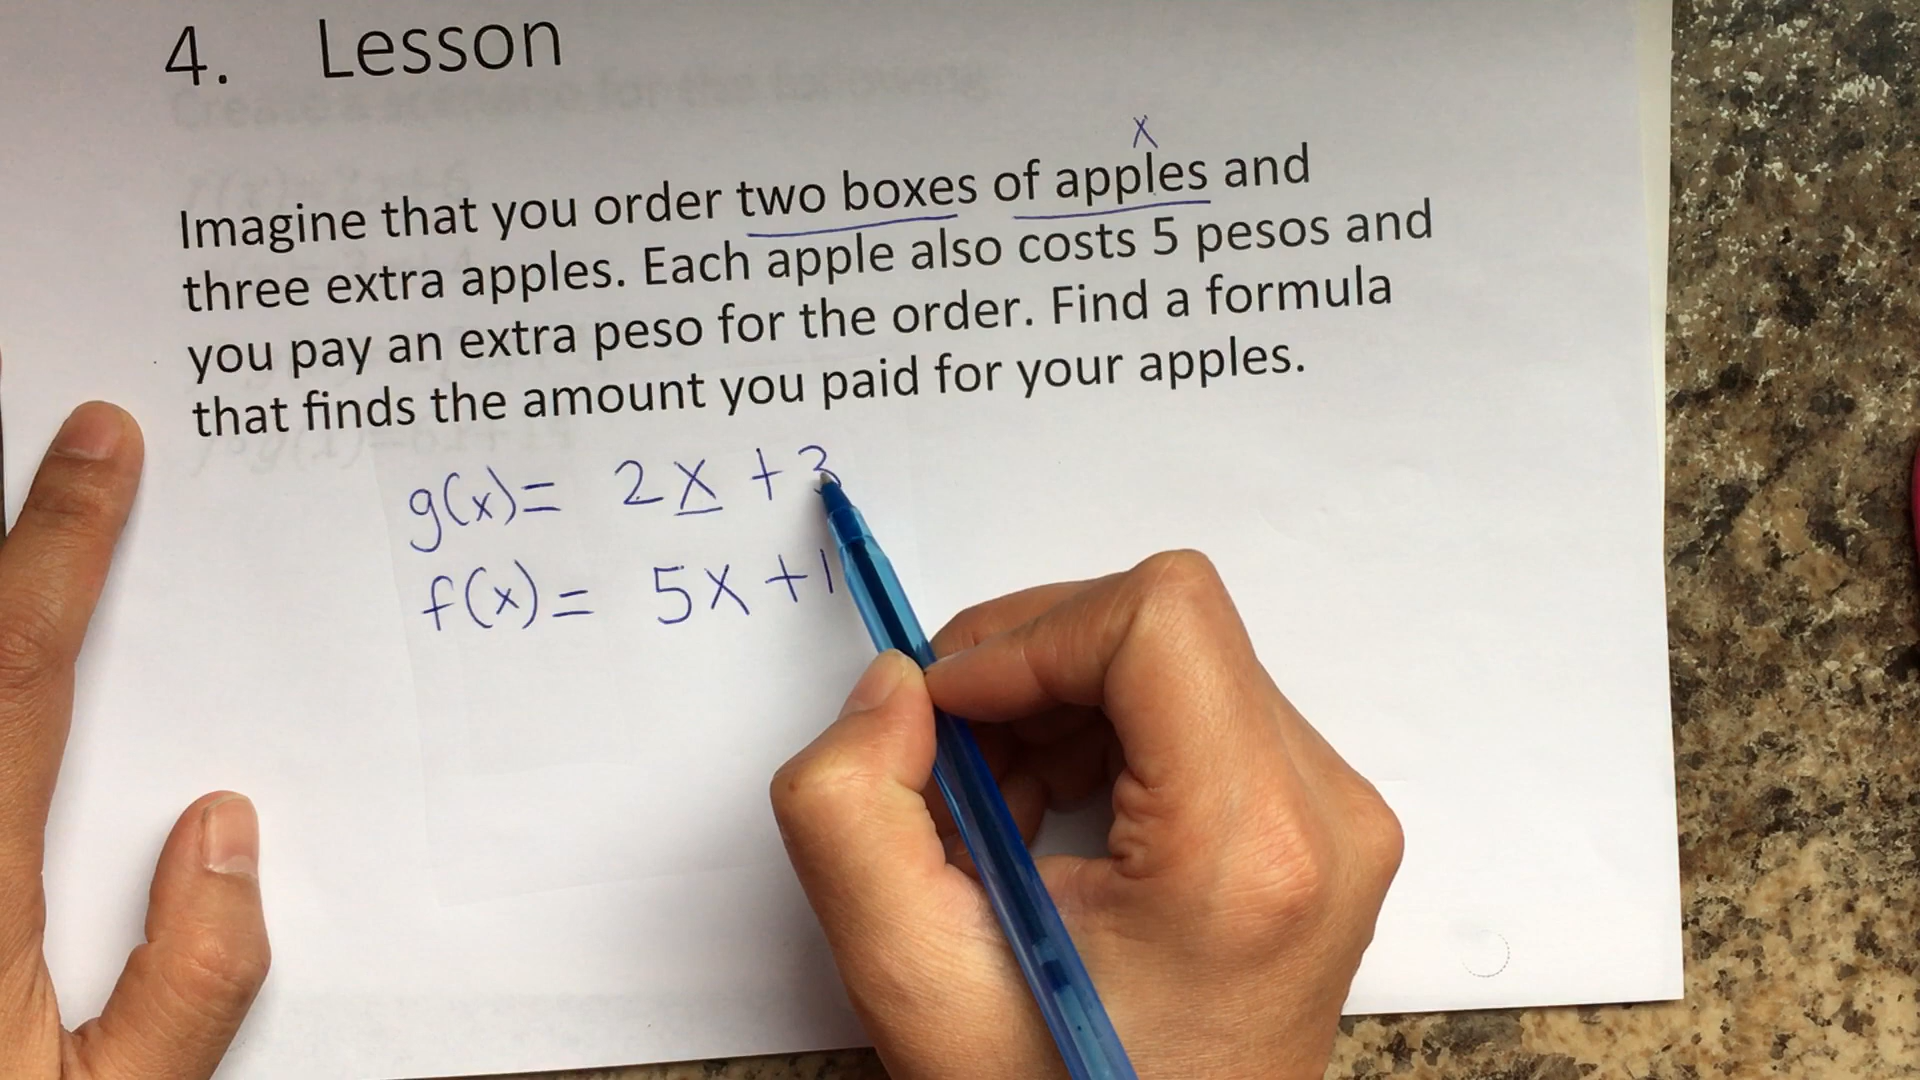 4. Lesson
x
Imagine that you order two boxes of apples and
three extra apples. Each apple also costs 5 pesos and
you pay an extra peso for the order. Find a formula
that finds the amount you paid for your apples.
g(x)= 2x + 3
f(x)= 5x +1